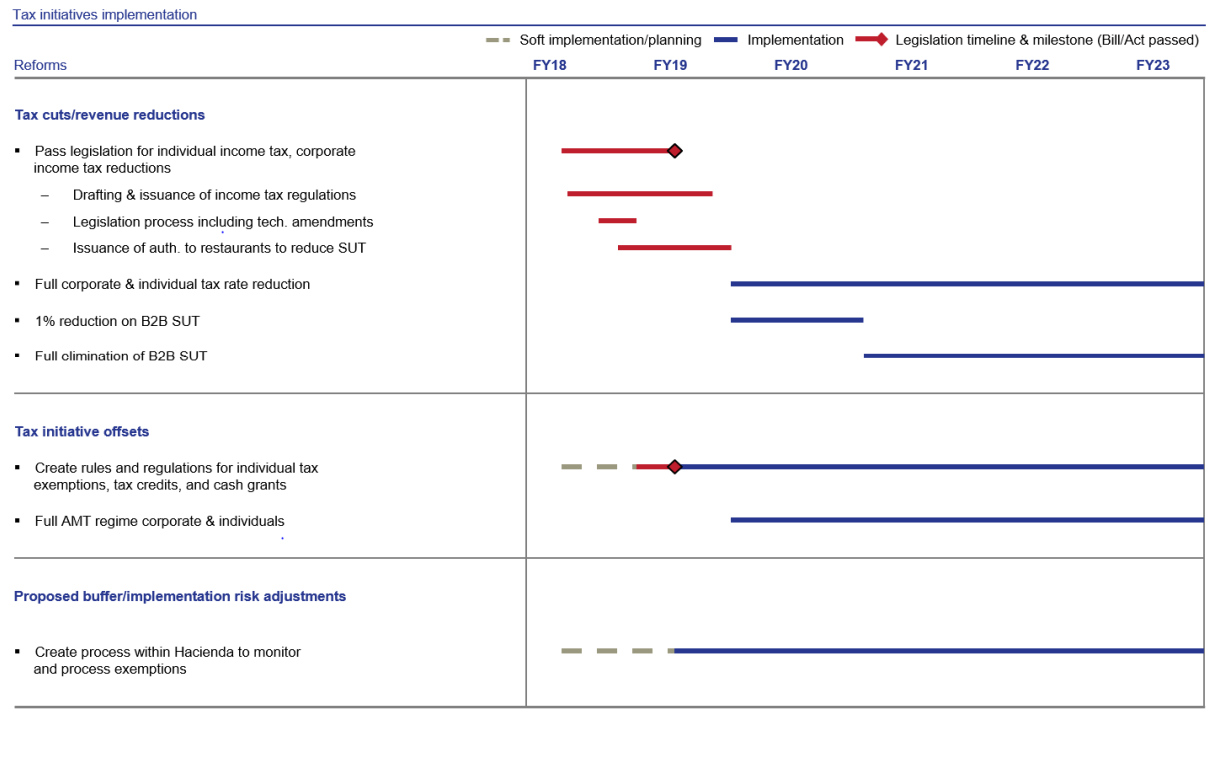 Tax initiatives implementation
Soft implementation/planning Implementation Legislation timeline & milestone (Bill/Act passed)
Reforms FY18 FY19 FY20 FY21 FY22 FY23
Tax cuts/revenue reductions
▪ Pass legislation for individual income tax, corporate
income tax reductions
– Drafting & issuance of income tax regulations
– Legislation process including tech. amendments
– Issuance of auth. to restaurants to reduce SUT
▪ Full corporate & individual tax rate reduction
▪ 1% reduction on B2B SUT
▪ Full elimination of B2B SUT
Tax initiative offsets
▪ Create rules and regulations for individual tax
exemptions, tax credits, and cash grants
▪ Full AMT regime corporate & individuals
Proposed buffer/implementation risk adjustments
▪ Create process within Hacienda to monitor
and process exemptions